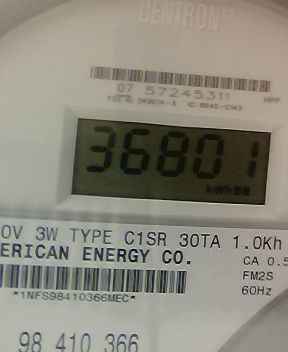 CENTRON®
07 57245311
36801
kWh
0V 3W TYPE C1SR 30TA 1.0Kh
ERICAN ENERGY CO.
CA 0.5
FM2S
*1NFS98410366MEC*
60Hz
98 410 366